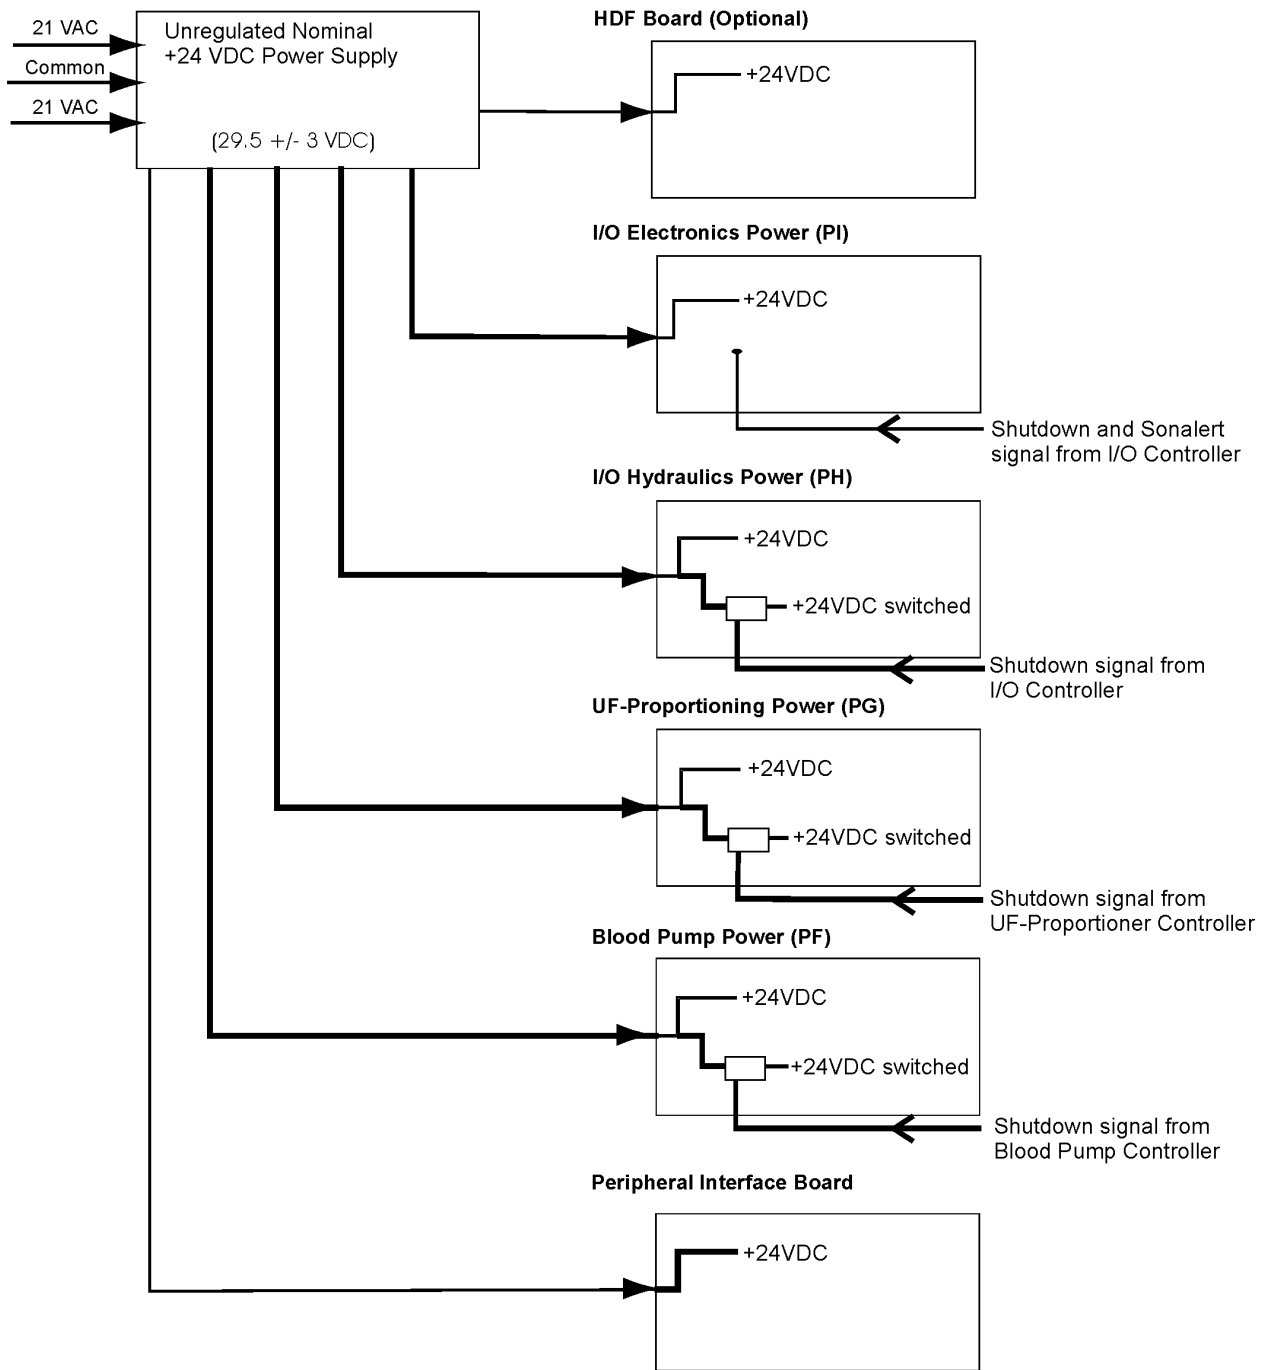 21 VAC
Common
21 VAC
Unregulated Nominal
+24 VDC Power Supply
(29.5 +/- 3 VDC)
HDF Board (Optional)
+24VDC
I/O Electronics Power (PI)
+24VDC
Shutdown and Sonalert
signal from I/O Controller
I/O Hydraulics Power (PH)
+24VDC
+24VDC switched
Shutdown signal from
I/O Controller
UF-Proportioning Power (PG)
+24VDC
+24VDC switched
Shutdown signal from
UF-Proportioner Controller
Blood Pump Power (PF)
+24VDC
+24VDC switched
Shutdown signal from
Blood Pump Controller
Peripheral Interface Board
+24VDC